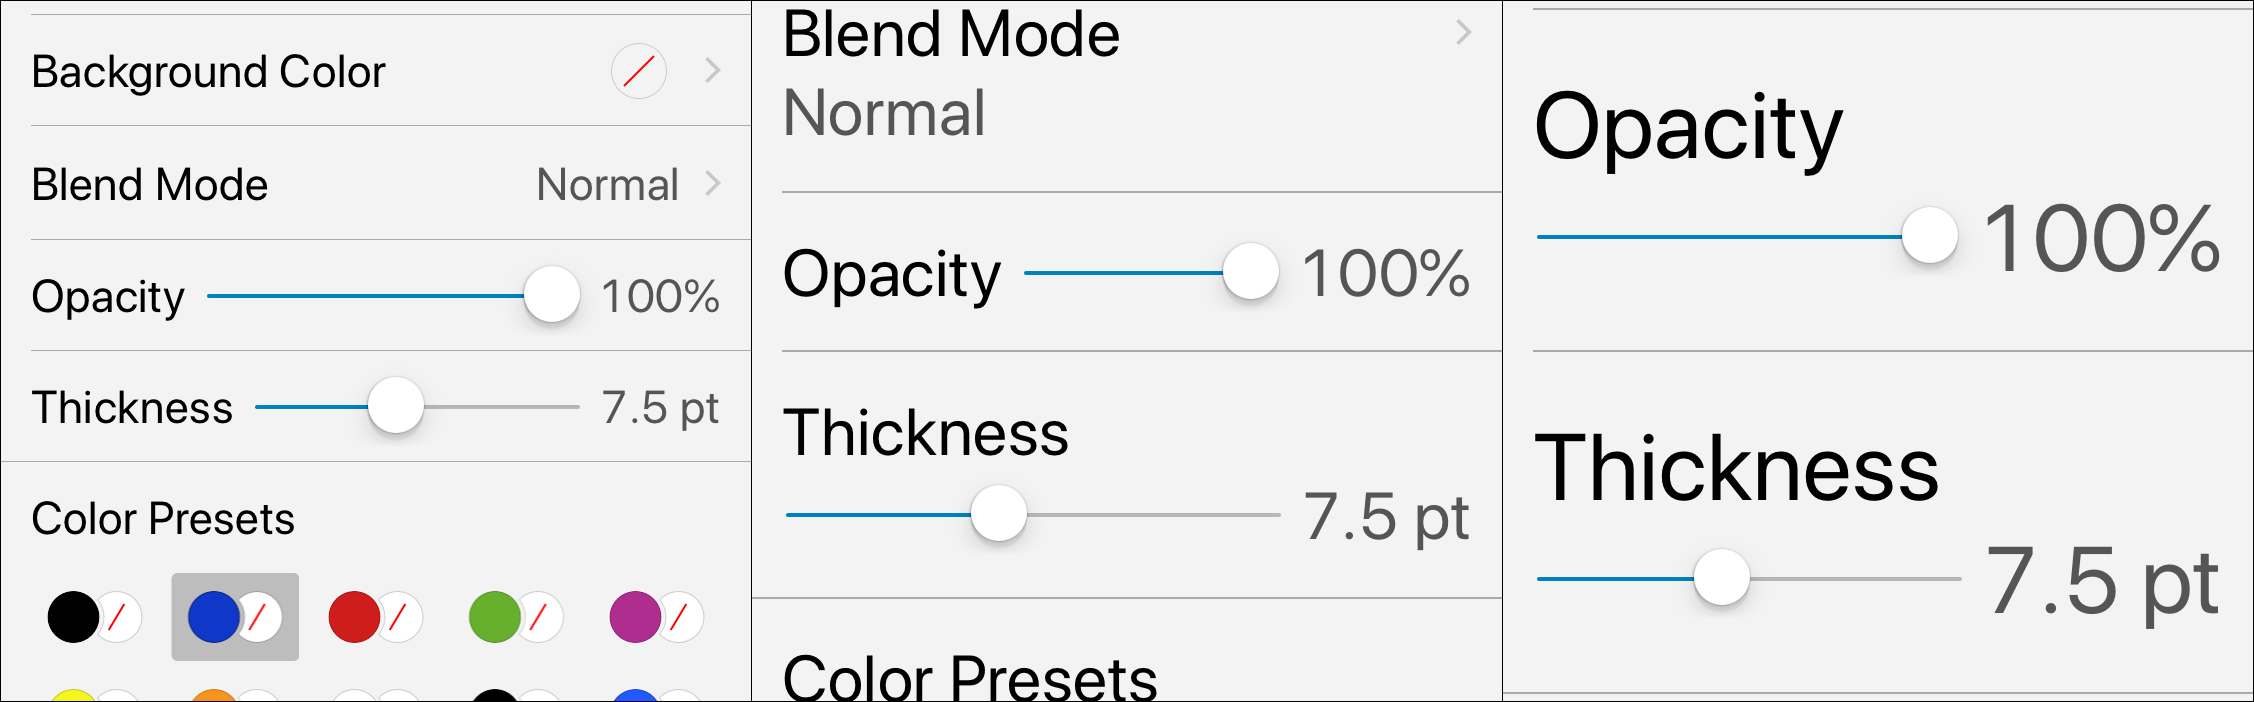 Background Color
Blend Mode Normal
Opacity 100%
Thickness 7.5 pt
Color Presets
Blend Mode
Normal
Opacity 100%
Thickness
7.5 pt
Color Presets
Opacity
100%
Thickness
7.5 pt